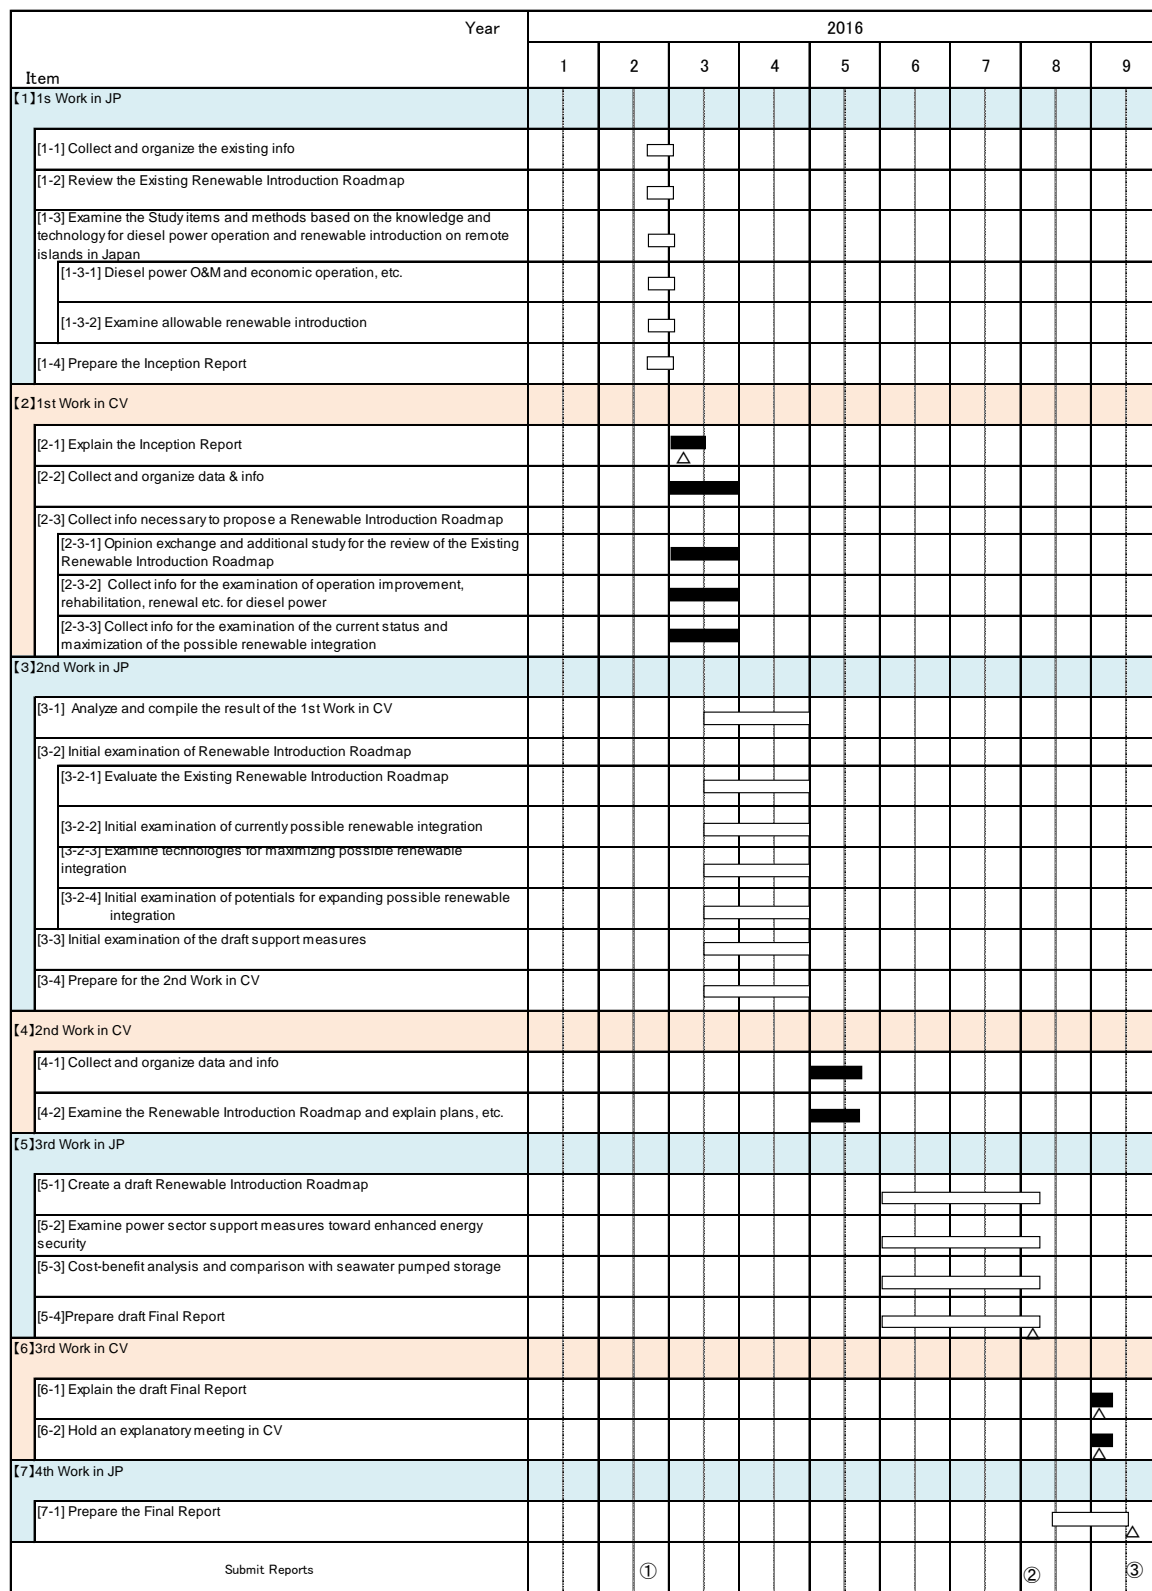 Year
2016
Item
1 2 3 4 5 6 7 8 9
【1】1s Work in JP
[1-1] Collect and organize the existing info
[1-2] Review the Existing Renewable Introduction Roadmap
[1-3] Examine the Study items and methods based on the knowledge and
technology for diesel power operation and renewable introduction on remote
islands in Japan
[1-3-1] Diesel power O&M and economic operation, etc.
[1-3-2] Examine allowable renewable introduction
[1-4] Prepare the Inception Report
【2】1st Work in CV
[2-1] Explain the Inception Report
[2-2] Collect and organize data & info
[2-3] Collect info necessary to propose a Renewable Introduction Roadmap
[2-3-1] Opinion exchange and additional study for the review of the Existing
Renewable Introduction Roadmap
[2-3-2] Collect info for the examination of operation improvement,
rehabilitation, renewal etc. for diesel power
[2-3-3] Collect info for the examination of the current status and
maximization of the possible renewable integration
【3】2nd Work in JP
[3-1] Analyze and compile the result of the 1st Work in CV
[3-2] Initial examination of Renewable Introduction Roadmap
[3-2-1] Evaluate the Existing Renewable Introduction Roadmap
[3-2-2] Initial examination of currently possible renewable integration
[3-2-3] Examine technologies for maximizing possible renewable
integration
[3-2-4] Initial examination of potentials for expanding possible renewable
integration
[3-3] Initial examination of the draft support measures
[3-4] Prepare for the 2nd Work in CV
【4】2nd Work in CV
[4-1] Collect and organize data and info
[4-2] Examine the Renewable Introduction Roadmap and explain plans, etc.
【5】3rd Work in JP
[5-1] Create a draft Renewable Introduction Roadmap
[5-2] Examine power sector support measures toward enhanced energy
security
[5-3] Cost-benefit analysis and comparison with seawater pumped storage
[5-4]Prepare draft Final Report
【6】3rd Work in CV
[6-1] Explain the draft Final Report
[6-2] Hold an explanatory meeting in CV
【7】4th Work in JP
[7-1] Prepare the Final Report
Submit Reports ① ② ③